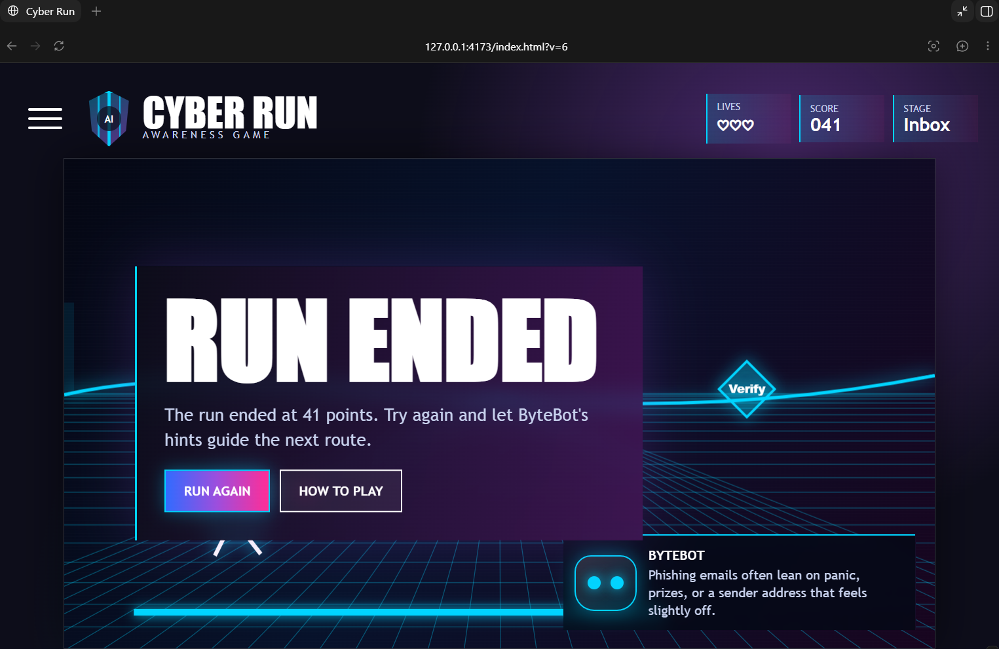 Cyber Run
127.0.0.1:4173/index.html?v=6
AI
CYBER RUN
AWARENESS GAME
LIVES
♡♡♡
SCORE
041
STAGE
Inbox
RUN ENDED
The run ended at 41 points. Try again and let ByteBot's
hints guide the next route.
RUN AGAIN
HOW TO PLAY
Verify
BYTEBOT
Phishing emails often lean on panic,
prizes, or a sender address that feels
slightly off.